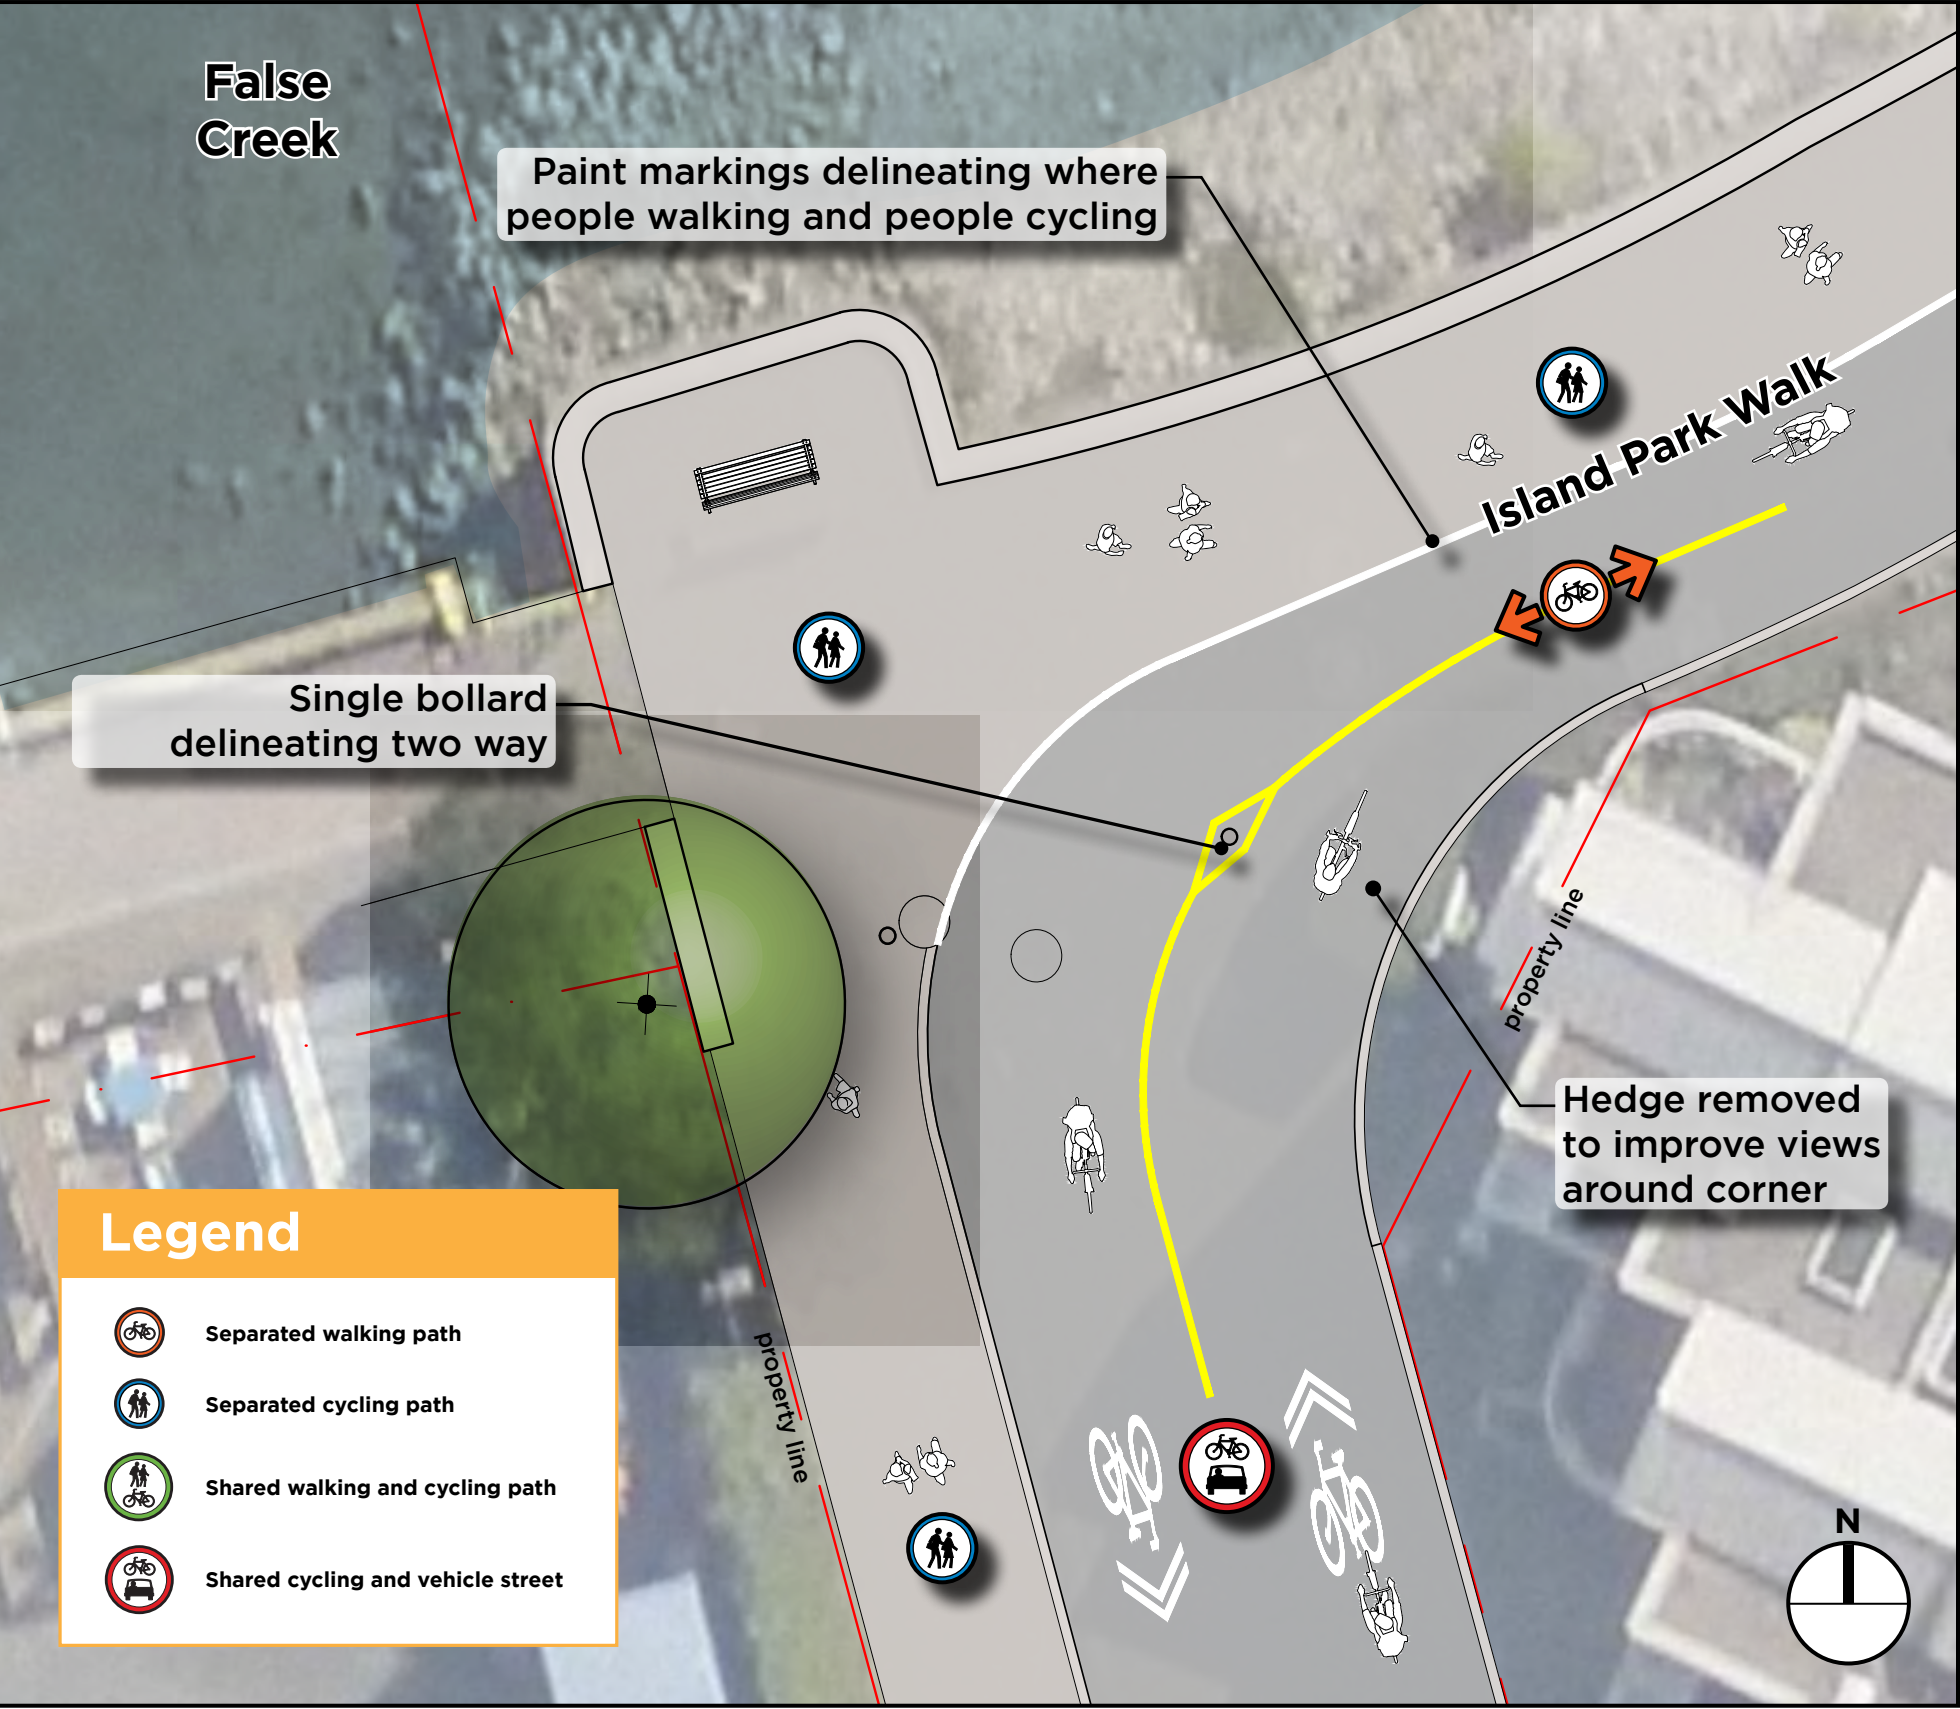 False
Creek
Paint markings delineating where
people walking and people cycling
Island Park Walk
Single bollard
delineating two way
property line
Hedge removed
to improve views
around corner
Legend
Separated walking path
Separated cycling path
Shared walking and cycling path
Shared cycling and vehicle street
property line
N